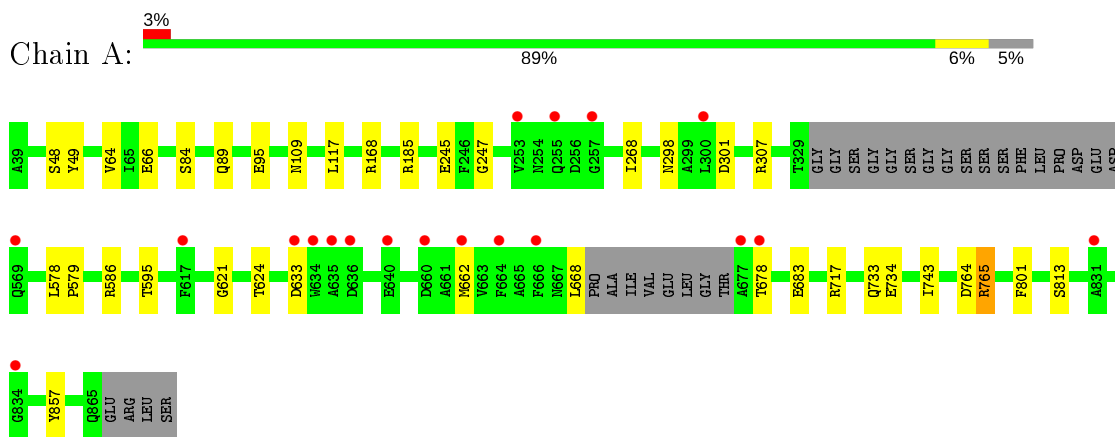 3%
Chain A:
89% 6% 5%
A39 S48 Y49 V64 I65 E66 S84 Q89 E95 N109 L117 R168 R185 E245 F246 G247 V253 N254 Q255 D256 G257 I268 N298 A299 L300 D301 R307 T329 GLY GLY SER GLY GLY SER GLY GLY SER SER SER PHE LEU PRO ASP GLU ASP
Q569 L578 P579 R586 T595 F617 G621 T624 D633 W634 A635 D636 E640 D660 A661 M662 V663 F664 A665 F666 N667 L668 PRO ALA ILE VAL GLU LEU GLY THR A677 T678 E683 R717 Q733 E734 I743 D764 R765 F801 S813 A831
G834 Y857 Q865 GLU ARG LEU SER